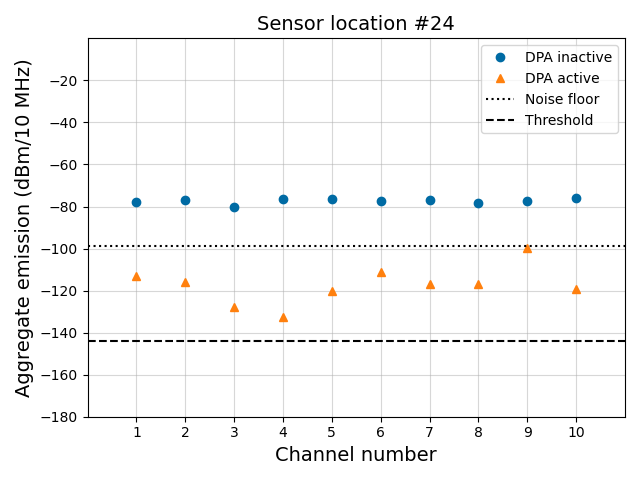 Sensor location #24
DPA inactive
DPA active
Noise floor
Threshold
Aggregate emission (dBm/10 MHz)
−20
−40
−60
−80
−100
−120
−140
−160
−180
1 2 3 4 5 6 7 8 9 10
Channel number